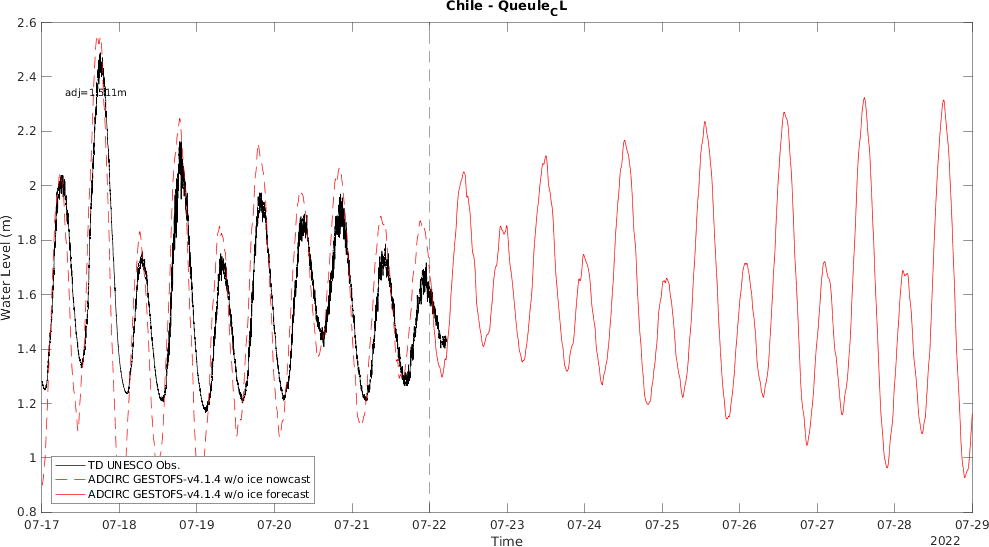 Chile - Queule_CL
2.6
2.4
adj=1.511m
2.2
2
1.8
1.6
1.4
1.2
1
0.8
Water Level (m)
TD UNESCO Obs.
ADCIRC GESTOFS-v4.1.4 w/o ice nowcast
ADCIRC GESTOFS-v4.1.4 w/o ice forecast
07-17 07-18 07-19 07-20 07-21 07-22 07-23 07-24 07-25 07-26 07-27 07-28 07-29
Time
2022